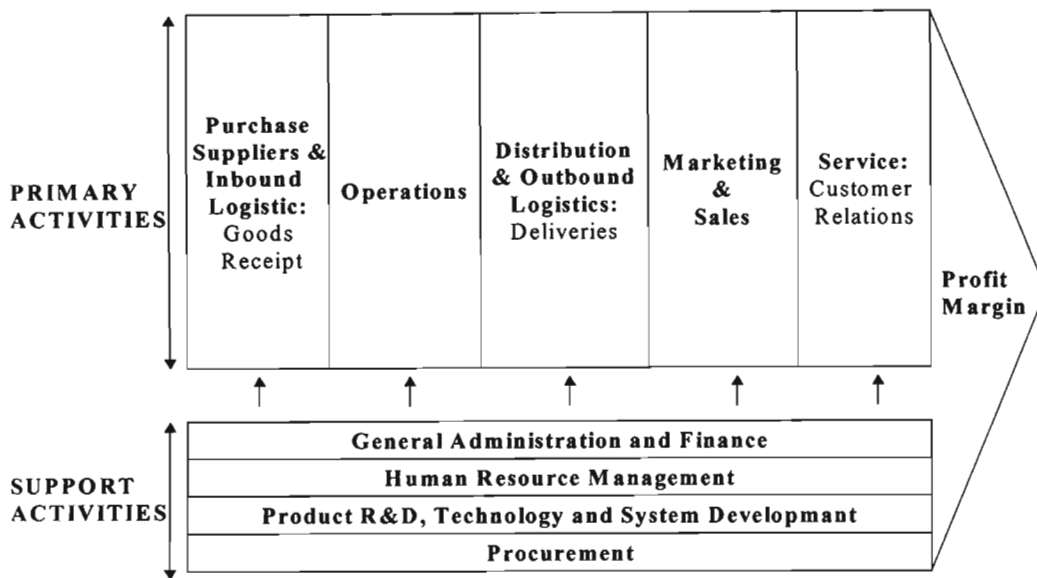 PRIMARY
ACTIVITIES
Purchase
Suppliers &
Inbound
Logistic:
Goods
Receipt
Operations
Distribution
& Outbound
Logistics:
Deliveries
Marketing
&
Sales
Service:
Customer
Relations
Profit
Margin
SUPPORT
ACTIVITIES
General Administration and Finance
Human Resource Management
Product R&D, Technology and System Developmant
Procurement